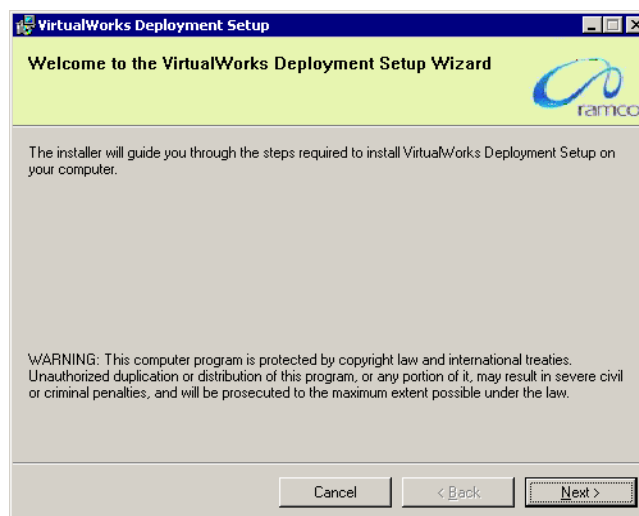 VirtualWorks Deployment Setup
Welcome to the VirtualWorks Deployment Setup Wizard
ramco
The installer will guide you through the steps required to install VirtualWorks Deployment Setup on
your computer.
WARNING: This computer program is protected by copyright law and international treaties.
Unauthorized duplication or distribution of this program, or any portion of it, may result in severe civil
or criminal penalties, and will be prosecuted to the maximum extent possible under the law.
Cancel < Back Next >